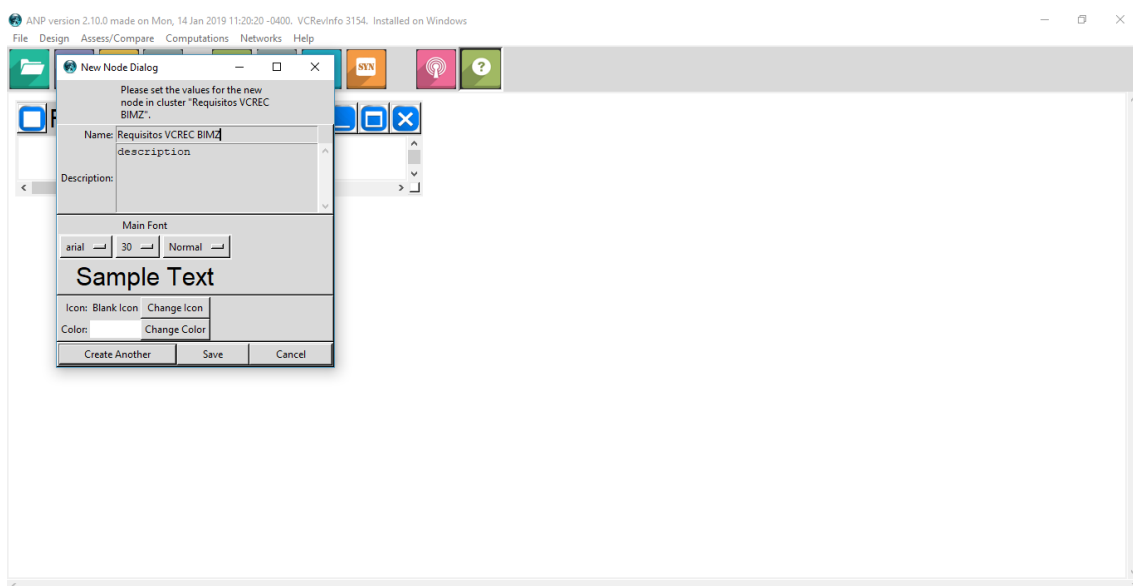 ANP version 2.10.0 made on Mon, 14 Jan 2019 11:20:20 -0400. VCRevInfo 3154. Installed on Windows
File Design Assess/Compare Computations Networks Help
SYN
?
New Node Dialog
Please set the values for the new
node in cluster "Requisitos VCREC
BIMZ".
Name: Requisitos VCREC BIMZ
description
Description:
Main Font
arial 30 Normal
Sample Text
Icon: Blank Icon Change Icon
Color: Change Color
Create Another Save Cancel